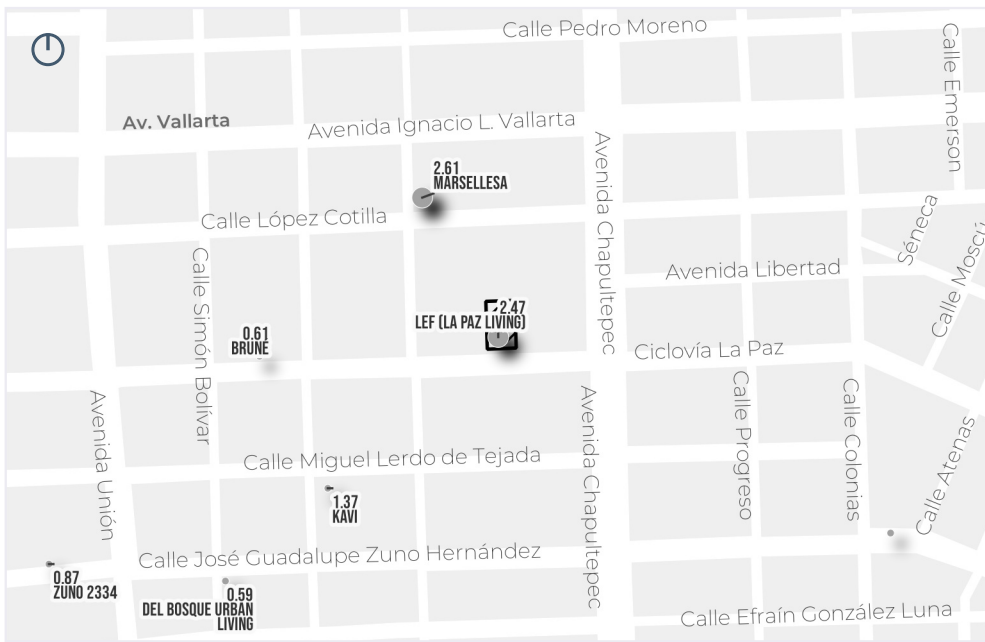 Calle Pedro Moreno
Calle Emerson
Av. Vallarta
Avenida Ignacio L. Vallarta
Avenida Chapultepec
2.61
MARSELLESA
Calle López Cotilla
Séneca
Calle Moscú
Calle Simón Bolívar
Avenida Libertad
2.47
LEF (LA PAZ LIVING)
0.61
BRUNE
Ciclovía La Paz
Avenida Unión
Avenida Chapultepec
Calle Progreso
Calle Colonias
Calle Atenas
Calle Miguel Lerdo de Tejada
1.37
KAVI
Calle José Guadalupe Zuno Hernández
0.87
ZUNO 2334
0.59
DEL BOSQUE URBAN
LIVING
Calle Efraín González Luna